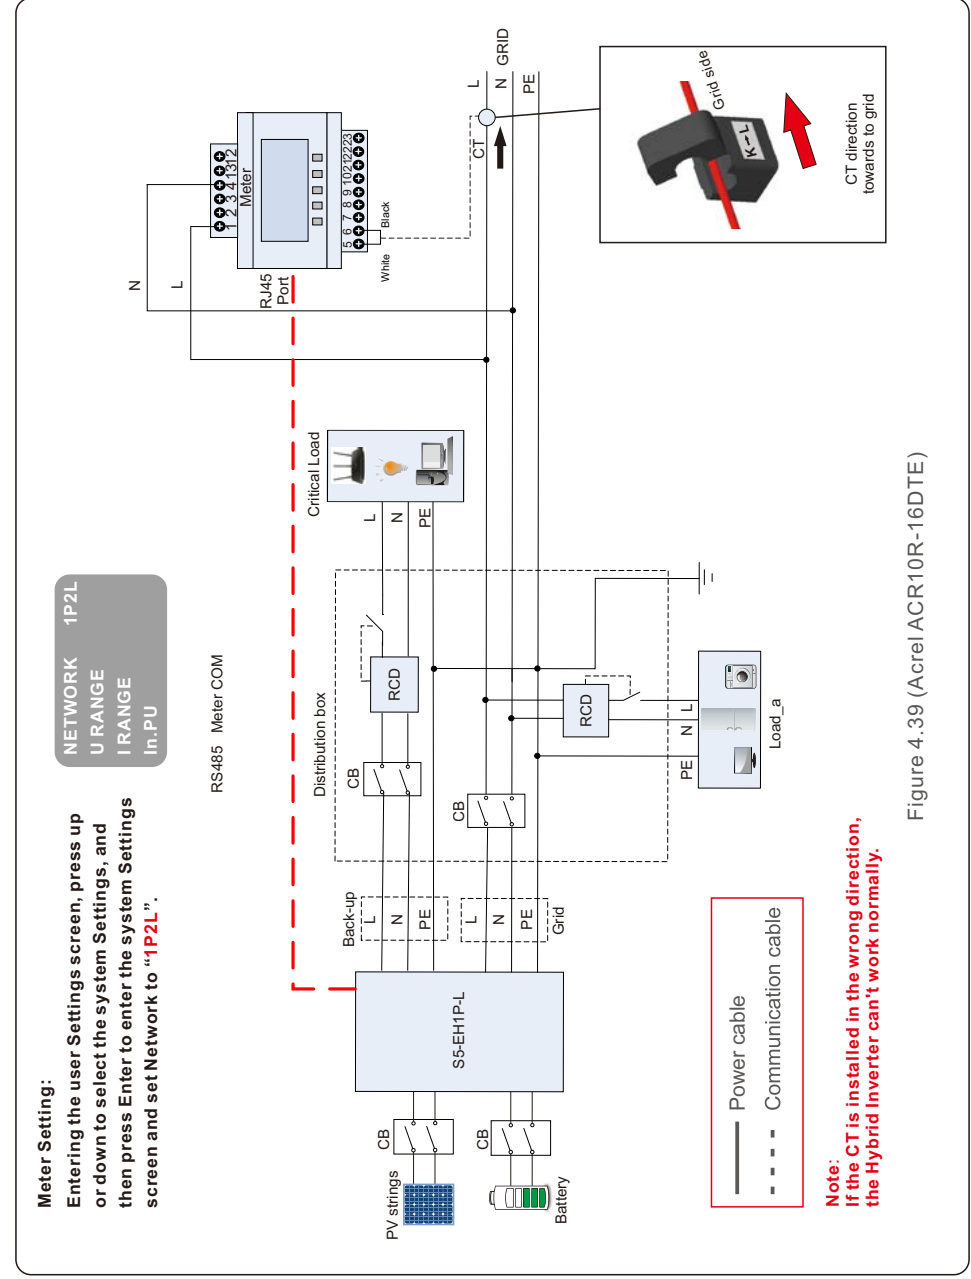 Meter Setting:
Entering the user Settings screen, press up
or down to select the system Settings, and
then press Enter to enter the system Settings
screen and set Network to “1P2L”.
NETWORK 1P2L
U RANGE
I RANGE
In.PU
RS485 Meter COM
N
L
RJ45
Port
Meter
1 2 3 4 13 12
5 6 7 8 9 10 21 22 23
White
Black
Critical Load
L
N
PE
Distribution box
CB
RCD
CB
RCD
Back-up
L
N
PE
L
N
PE
Grid
S5-EH1P-L
CB
PV strings
CB
Battery
PE
N
L
Load_a
CT
L
N
PE
GRID
Grid side
K–L
CT direction
towards to grid
Power cable
Communication cable
Note:
If the CT is installed in the wrong direction,
the Hybrid Inverter can't work normally.
Figure 4.39 (Acrel ACR10R-16DTE)